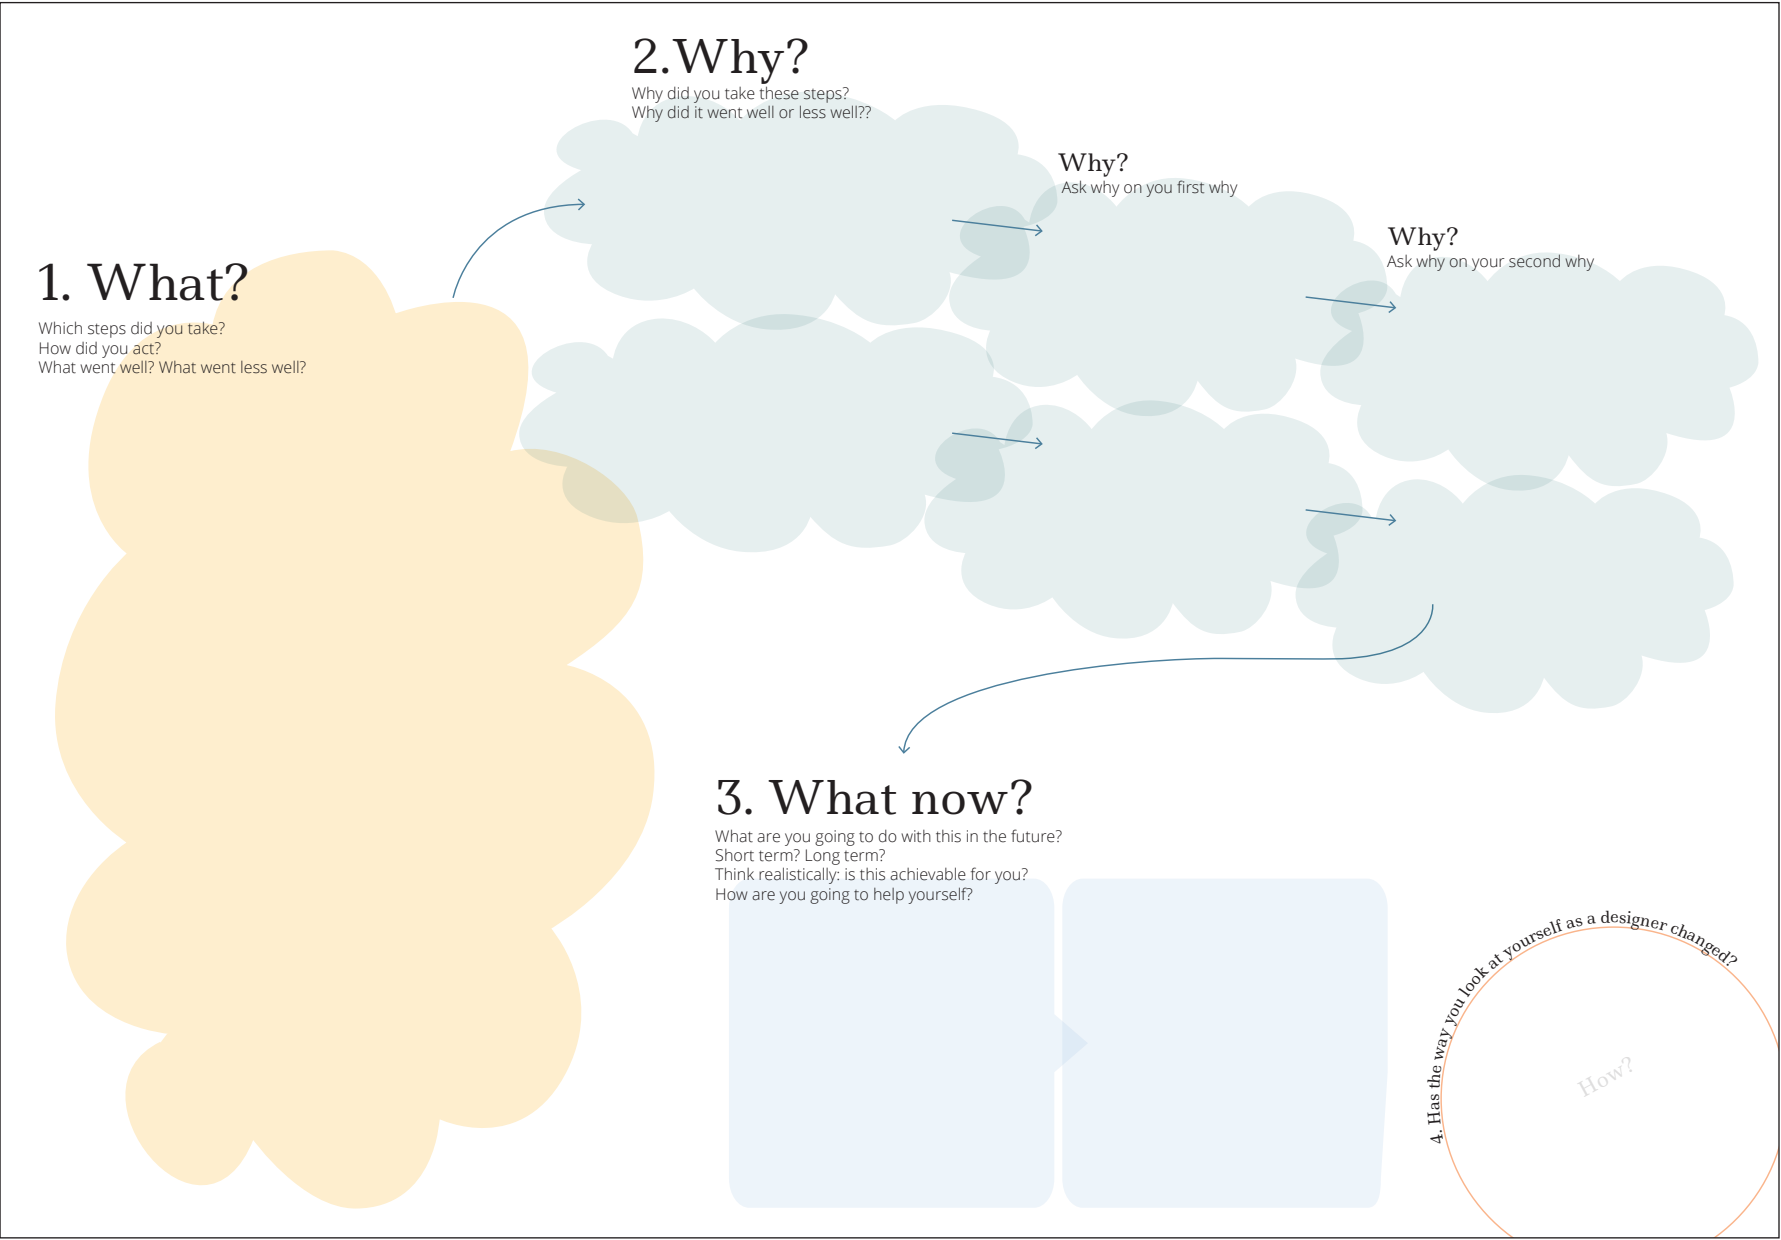 1. What?
Which steps did you take?
How did you act?
What went well? What went less well?
2.Why?
Why did you take these steps?
Why did it went well or less well??
Why?
Ask why on you first why
Why?
Ask why on your second why
3. What now?
What are you going to do with this in the future?
Short term? Long term?
Think realistically: is this achievable for you?
How are you going to help yourself?
4. Has the way you look at yourself as a designer changed?
How?